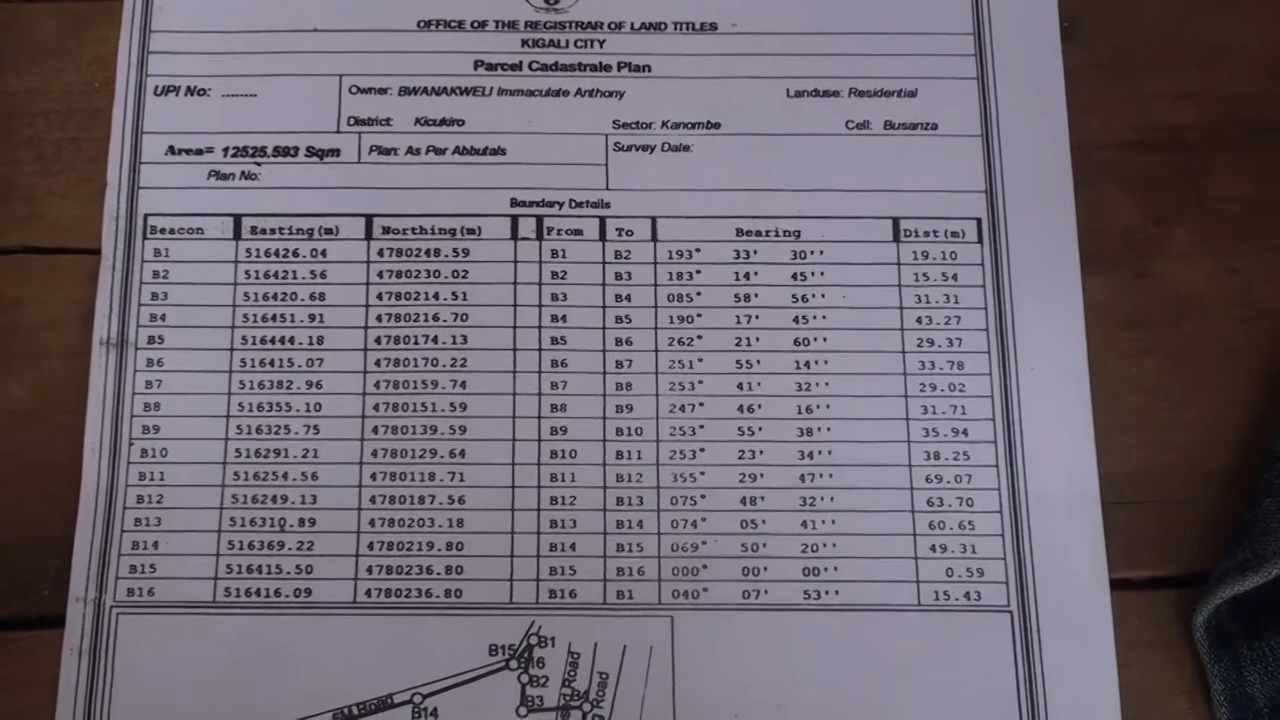 OFFICE OF THE REGISTRAR OF LAND TITLES
KIGALI CITY
Parcel Cadastrale Plan
UPI No: ........ Owner: BWANAKWELI Immaculate Anthony Landuse: Residential
District: Kicukiro Sector: Kanombe Cell: Busanza
Area= 12525.593 Sqm Plan: As Per Abbutals Survey Date:
Plan No:
Boundary Details
Beacon Easting(m) Northing(m) From To Bearing Dist(m)
B1 516426.04 4780248.59 B1 B2 193° 33' 30'' 19.10
B2 516421.56 4780230.02 B2 B3 183° 14' 45'' 15.54
B3 516420.68 4780214.51 B3 B4 085° 58' 56'' 31.31
B4 516451.91 4780216.70 B4 B5 190° 17' 45'' 43.27
B5 516444.18 4780174.13 B5 B6 262° 21' 60'' 29.37
B6 516415.07 4780170.22 B6 B7 251° 55' 14'' 33.78
B7 516382.96 4780159.74 B7 B8 253° 41' 32'' 29.02
B8 516355.10 4780151.59 B8 B9 247° 46' 16'' 31.71
B9 516325.75 4780139.59 B9 B10 253° 55' 38'' 35.94
B10 516291.21 4780129.64 B10 B11 253° 23' 34'' 38.25
B11 516254.56 4780118.71 B11 B12 355° 29' 47'' 69.07
B12 516249.13 4780187.56 B12 B13 075° 48' 32'' 63.70
B13 516310.89 4780203.18 B13 B14 074° 05' 41'' 60.65
B14 516369.22 4780219.80 B14 B15 069° 50' 20'' 49.31
B15 516415.50 4780236.80 B15 B16 000° 00' 00'' 0.59
B16 516416.09 4780236.80 B16 B1 040° 07' 53'' 15.43
B1
B15
B16
B2
B3
B4
Road
Road
Road
B14